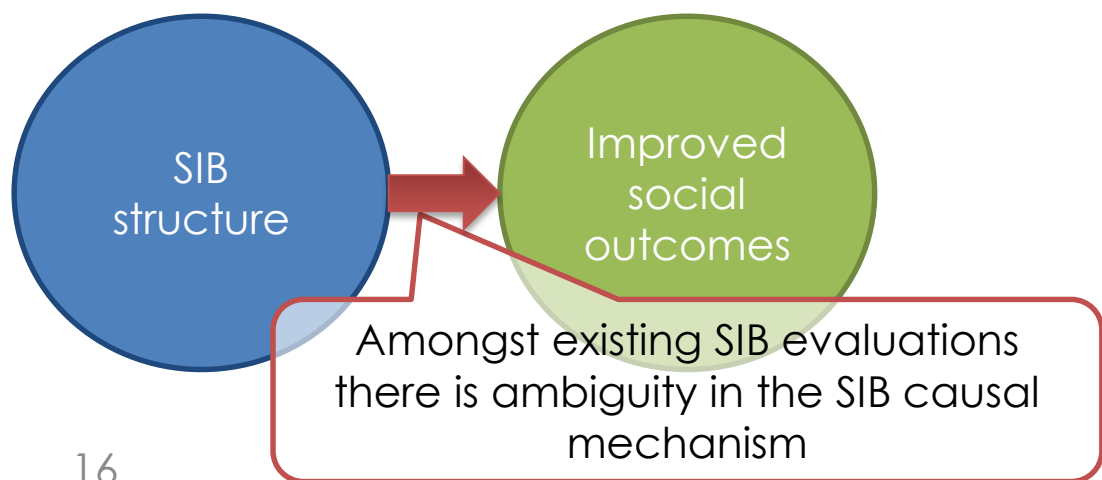 SIB
structure
Improved
social
outcomes
Amongst existing SIB evaluations
there is ambiguity in the SIB causal
mechanism
16